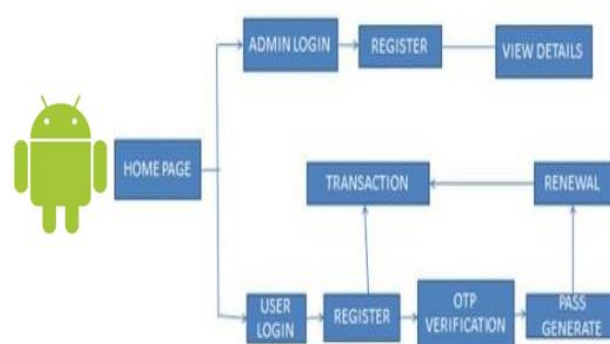 ADMIN LOGIN
REGISTER
VIEW DETAILS
HOME PAGE
TRANSACTION
RENEWAL
USER
LOGIN
REGISTER
OTP
VERIFICATION
PASS
GENERATE